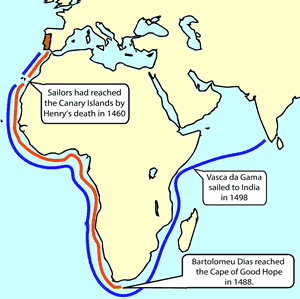 Sailors had reached
the Canary Islands by
Henry's death in 1460
Vasca da Gama
sailed to India
in 1498
Bartolomeu Dias reached
the Cape of Good Hope
in 1488.